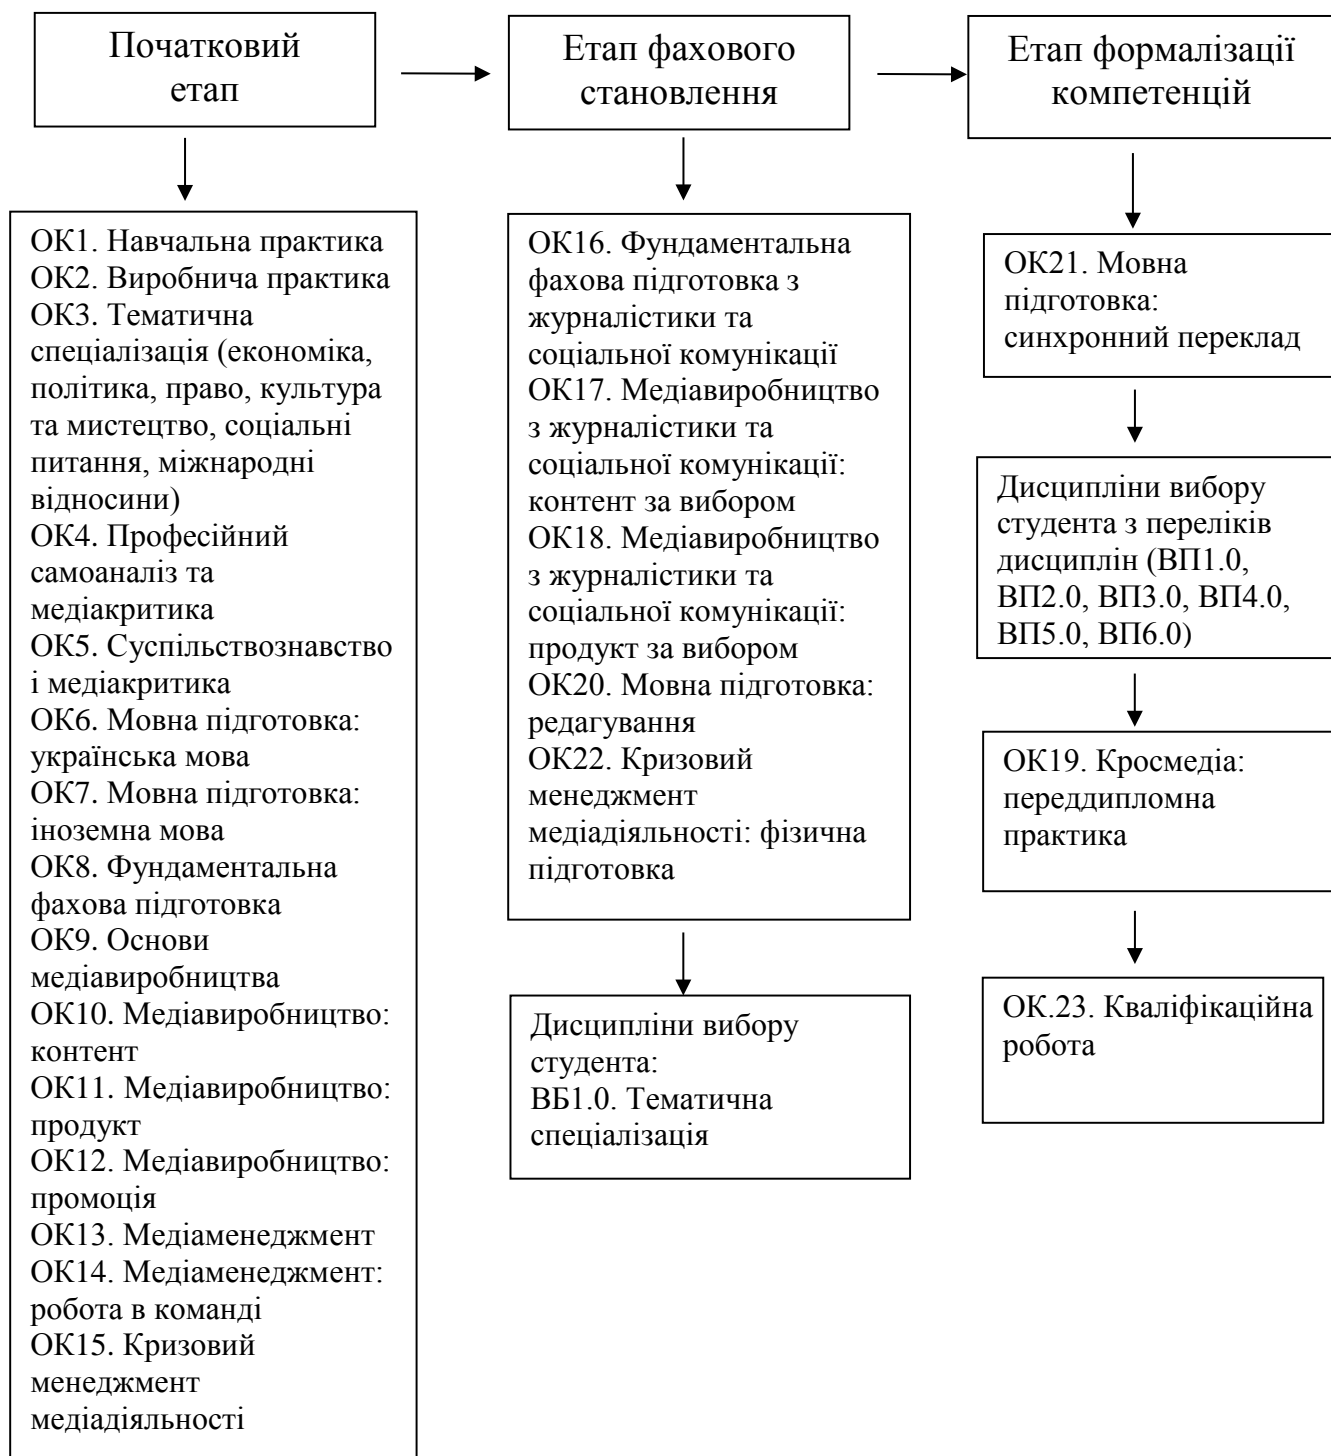 Початковий
етап
Етап фахового
становлення
Етап формалізації
компетенцій
ОК1. Навчальна практика
ОК2. Виробнича практика
ОК3. Тематична
спеціалізація (економіка,
політика, право, культура
та мистецтво, соціальні
питання, міжнародні
відносини)
ОК4. Професійний
самоаналіз та
медіакритика
ОК5. Суспільствознавство
і медіакритика
ОК6. Мовна підготовка:
українська мова
ОК7. Мовна підготовка:
іноземна мова
ОК8. Фундаментальна
фахова підготовка
ОК9. Основи
медіавиробництва
ОК10. Медіавиробництво:
контент
ОК11. Медіавиробництво:
продукт
ОК12. Медіавиробництво:
промоція
ОК13. Медіаменеджмент
ОК14. Медіаменеджмент:
робота в команді
ОК15. Кризовий
менеджмент
медіадіяльності
ОК16. Фундаментальна
фахова підготовка з
журналістики та
соціальної комунікації
ОК17. Медіавиробництво
з журналістики та
соціальної комунікації:
контент за вибором
ОК18. Медіавиробництво
з журналістики та
соціальної комунікації:
продукт за вибором
ОК20. Мовна підготовка:
редагування
ОК22. Кризовий
менеджмент
медіадіяльності: фізична
підготовка
Дисципліни вибору
студента:
ВБ1.0. Тематична
спеціалізація
ОК21. Мовна
підготовка:
синхронний переклад
Дисципліни вибору
студента з переліків
дисциплін (ВП1.0,
ВП2.0, ВП3.0, ВП4.0,
ВП5.0, ВП6.0)
ОК19. Кросмедіа:
переддипломна
практика
ОК.23. Кваліфікаційна
робота